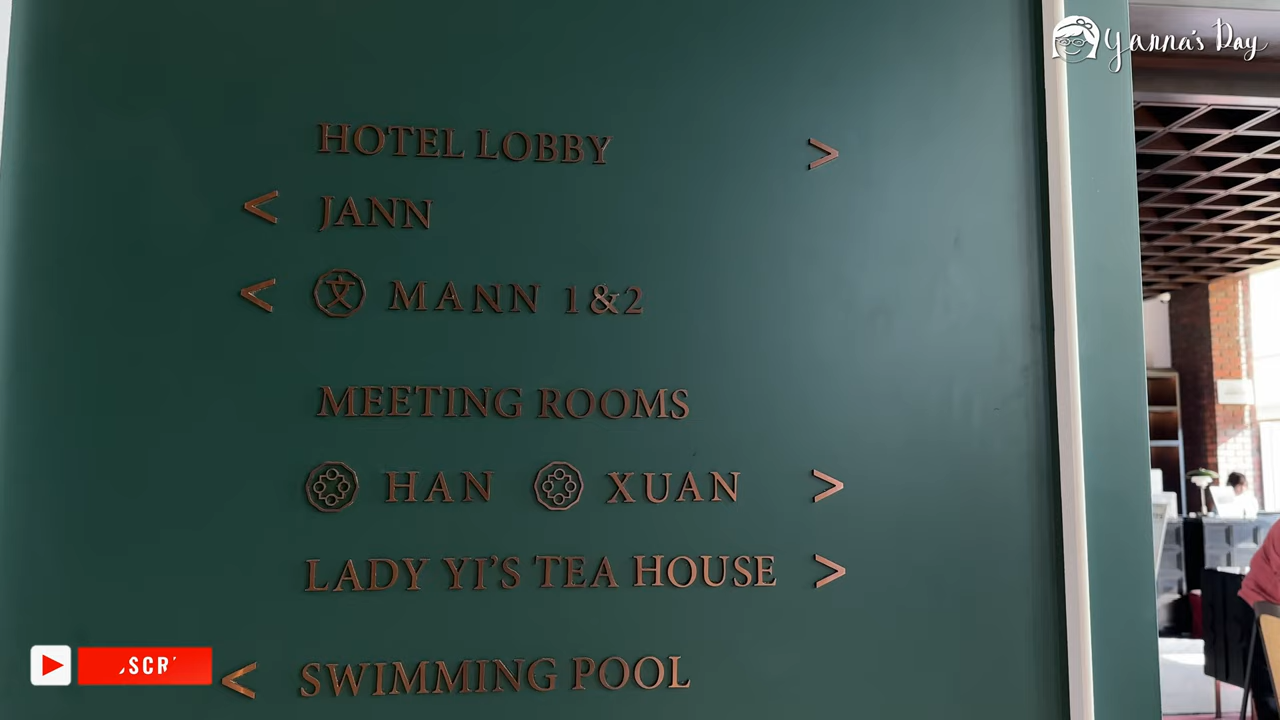 Yanna's Day
HOTEL LOBBY >
< JANN
< 文 MANN 1&2
MEETING ROOMS
HAN XUAN >
LADY YI'S TEA HOUSE >
< SWIMMING POOL